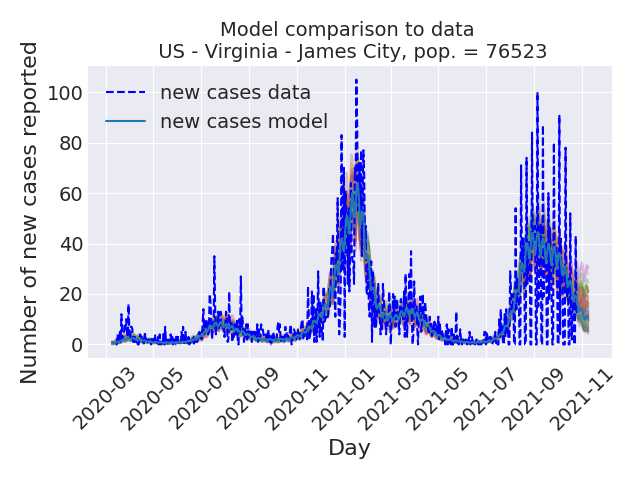 Model comparison to data
US - Virginia - James City, pop. = 76523
Number of new cases reported
100
80
60
40
20
0
new cases data
new cases model
2020-03
2020-05
2020-07
2020-09
2020-11
2021-01
2021-03
2021-05
2021-07
2021-09
2021-11
Day